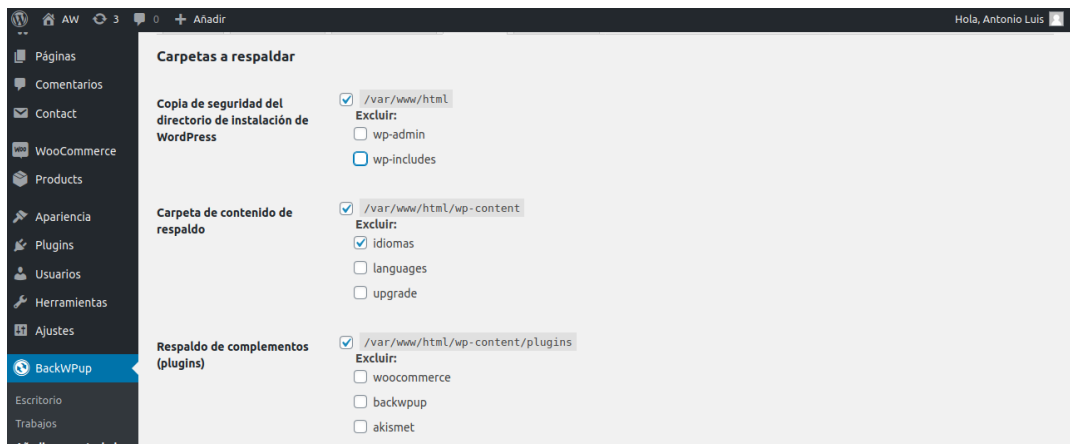 AW 3 0 + Añadir Hola, Antonio Luis
Páginas
Comentarios
Contact
WooCommerce
Products
Apariencia
Plugins
Usuarios
Herramientas
Ajustes
BackWPup
Escritorio
Trabajos
Carpetas a respaldar
Copia de seguridad del
directorio de instalación de
WordPress
/var/www/html
Excluir:
wp-admin
wp-includes
Carpeta de contenido de
respaldo
/var/www/html/wp-content
Excluir:
idiomas
languages
upgrade
Respaldo de complementos
(plugins)
/var/www/html/wp-content/plugins
Excluir:
woocommerce
backwpup
akismet